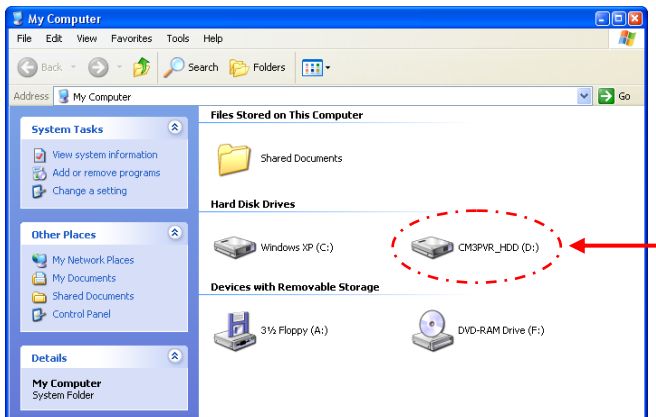 My Computer
File Edit View Favorites Tools Help
Back Search Folders
Address My Computer Go
System Tasks
View system information
Add or remove programs
Change a setting
Other Places
My Network Places
My Documents
Shared Documents
Control Panel
Details
My Computer
System Folder
Files Stored on This Computer
Shared Documents
Hard Disk Drives
Windows XP (C:) CM3PVR_HDD (D:)
Devices with Removable Storage
3½ Floppy (A:) DVD-RAM Drive (F:)